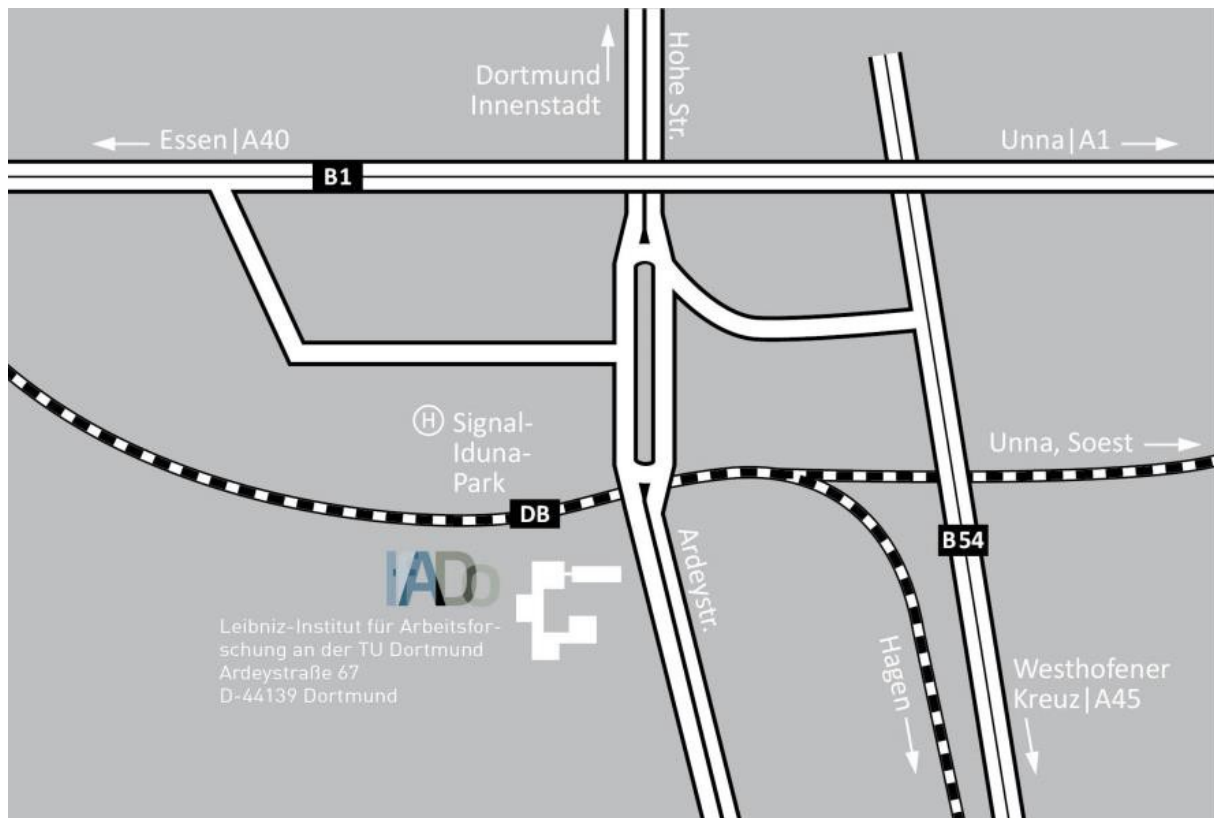 Dortmund
Innenstadt
Hohe Str.
Essen|A40
Unna|A1
B1
H
Signal-
Iduna-
Park
Unna, Soest
DB
B54
Ardeystr.
IfADo
Leibniz-Institut für Arbeitsfor-
schung an der TU Dortmund
Ardeystraße 67
D-44139 Dortmund
Hagen
Westhofener
Kreuz|A45